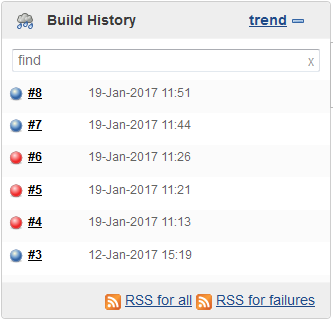 Build History trend
find x
#8 19-Jan-2017 11:51
#7 19-Jan-2017 11:44
#6 19-Jan-2017 11:26
#5 19-Jan-2017 11:21
#4 19-Jan-2017 11:13
#3 12-Jan-2017 15:19
RSS for all RSS for failures